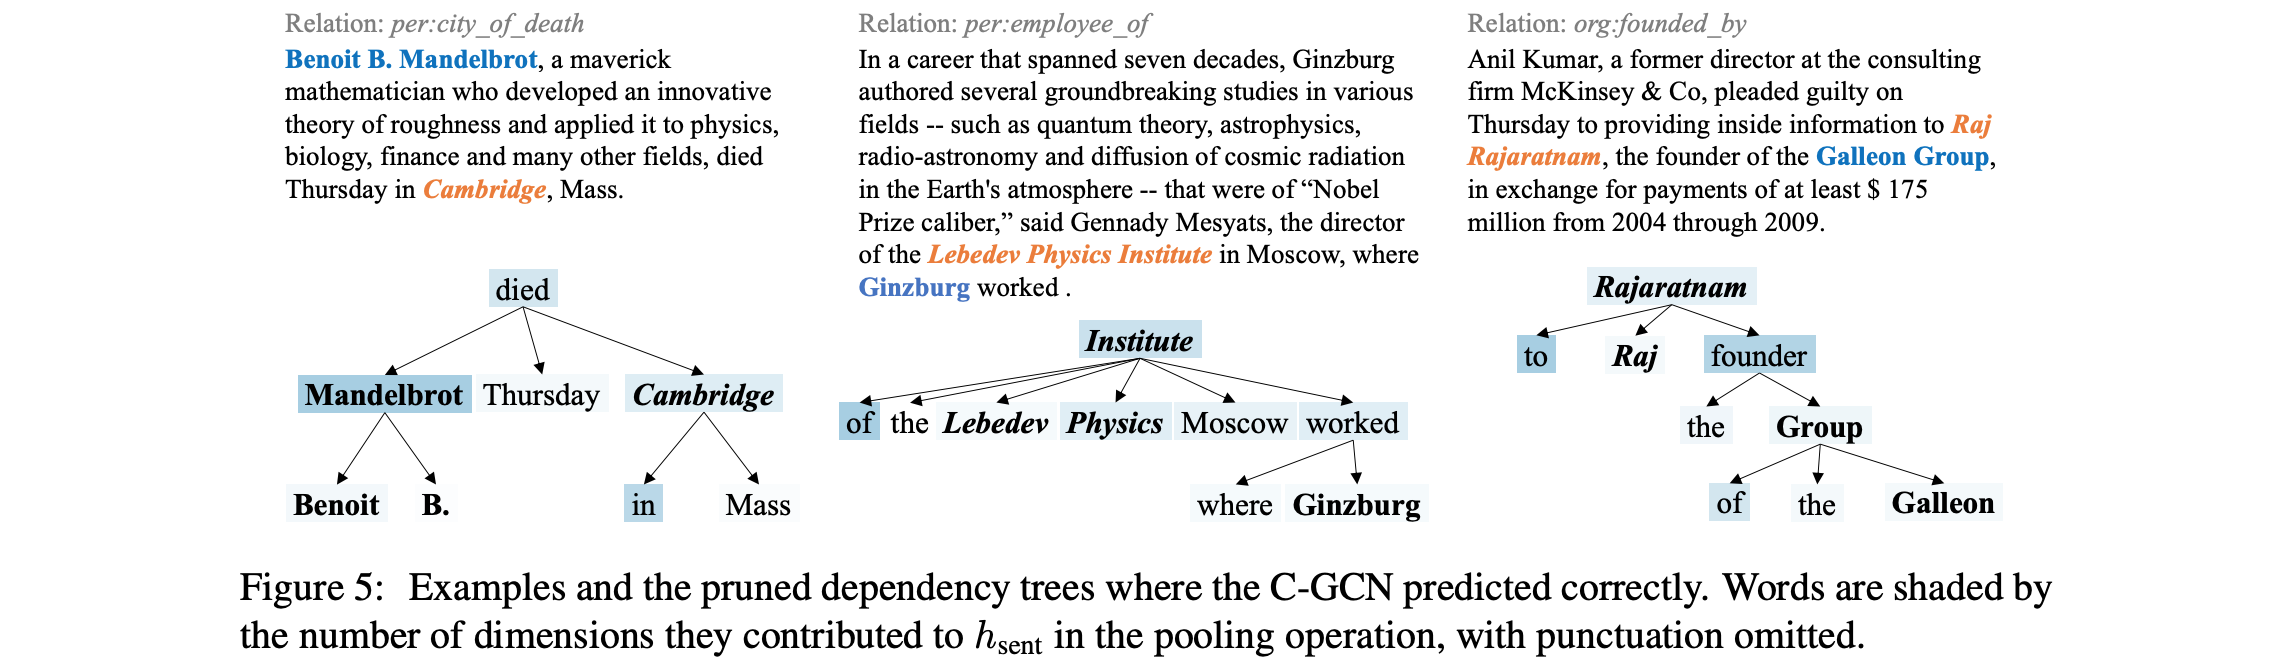 Relation: per:city_of_death
Benoit B. Mandelbrot, a maverick
mathematician who developed an innovative
theory of roughness and applied it to physics,
biology, finance and many other fields, died
Thursday in Cambridge, Mass.
died
Mandelbrot Thursday Cambridge
Benoit B. in Mass
Relation: per:employee_of
In a career that spanned seven decades, Ginzburg
authored several groundbreaking studies in various
fields -- such as quantum theory, astrophysics,
radio-astronomy and diffusion of cosmic radiation
in the Earth's atmosphere -- that were of “Nobel
Prize caliber,” said Gennady Mesyats, the director
of the Lebedev Physics Institute in Moscow, where
Ginzburg worked .
Institute
of the Lebedev Physics Moscow worked
where Ginzburg
Relation: org:founded_by
Anil Kumar, a former director at the consulting
firm McKinsey & Co, pleaded guilty on
Thursday to providing inside information to Raj
Rajaratnam, the founder of the Galleon Group,
in exchange for payments of at least $ 175
million from 2004 through 2009.
Rajaratnam
to Raj founder
the Group
of the Galleon
Figure 5: Examples and the pruned dependency trees where the C-GCN predicted correctly. Words are shaded by
the number of dimensions they contributed to hsent in the pooling operation, with punctuation omitted.